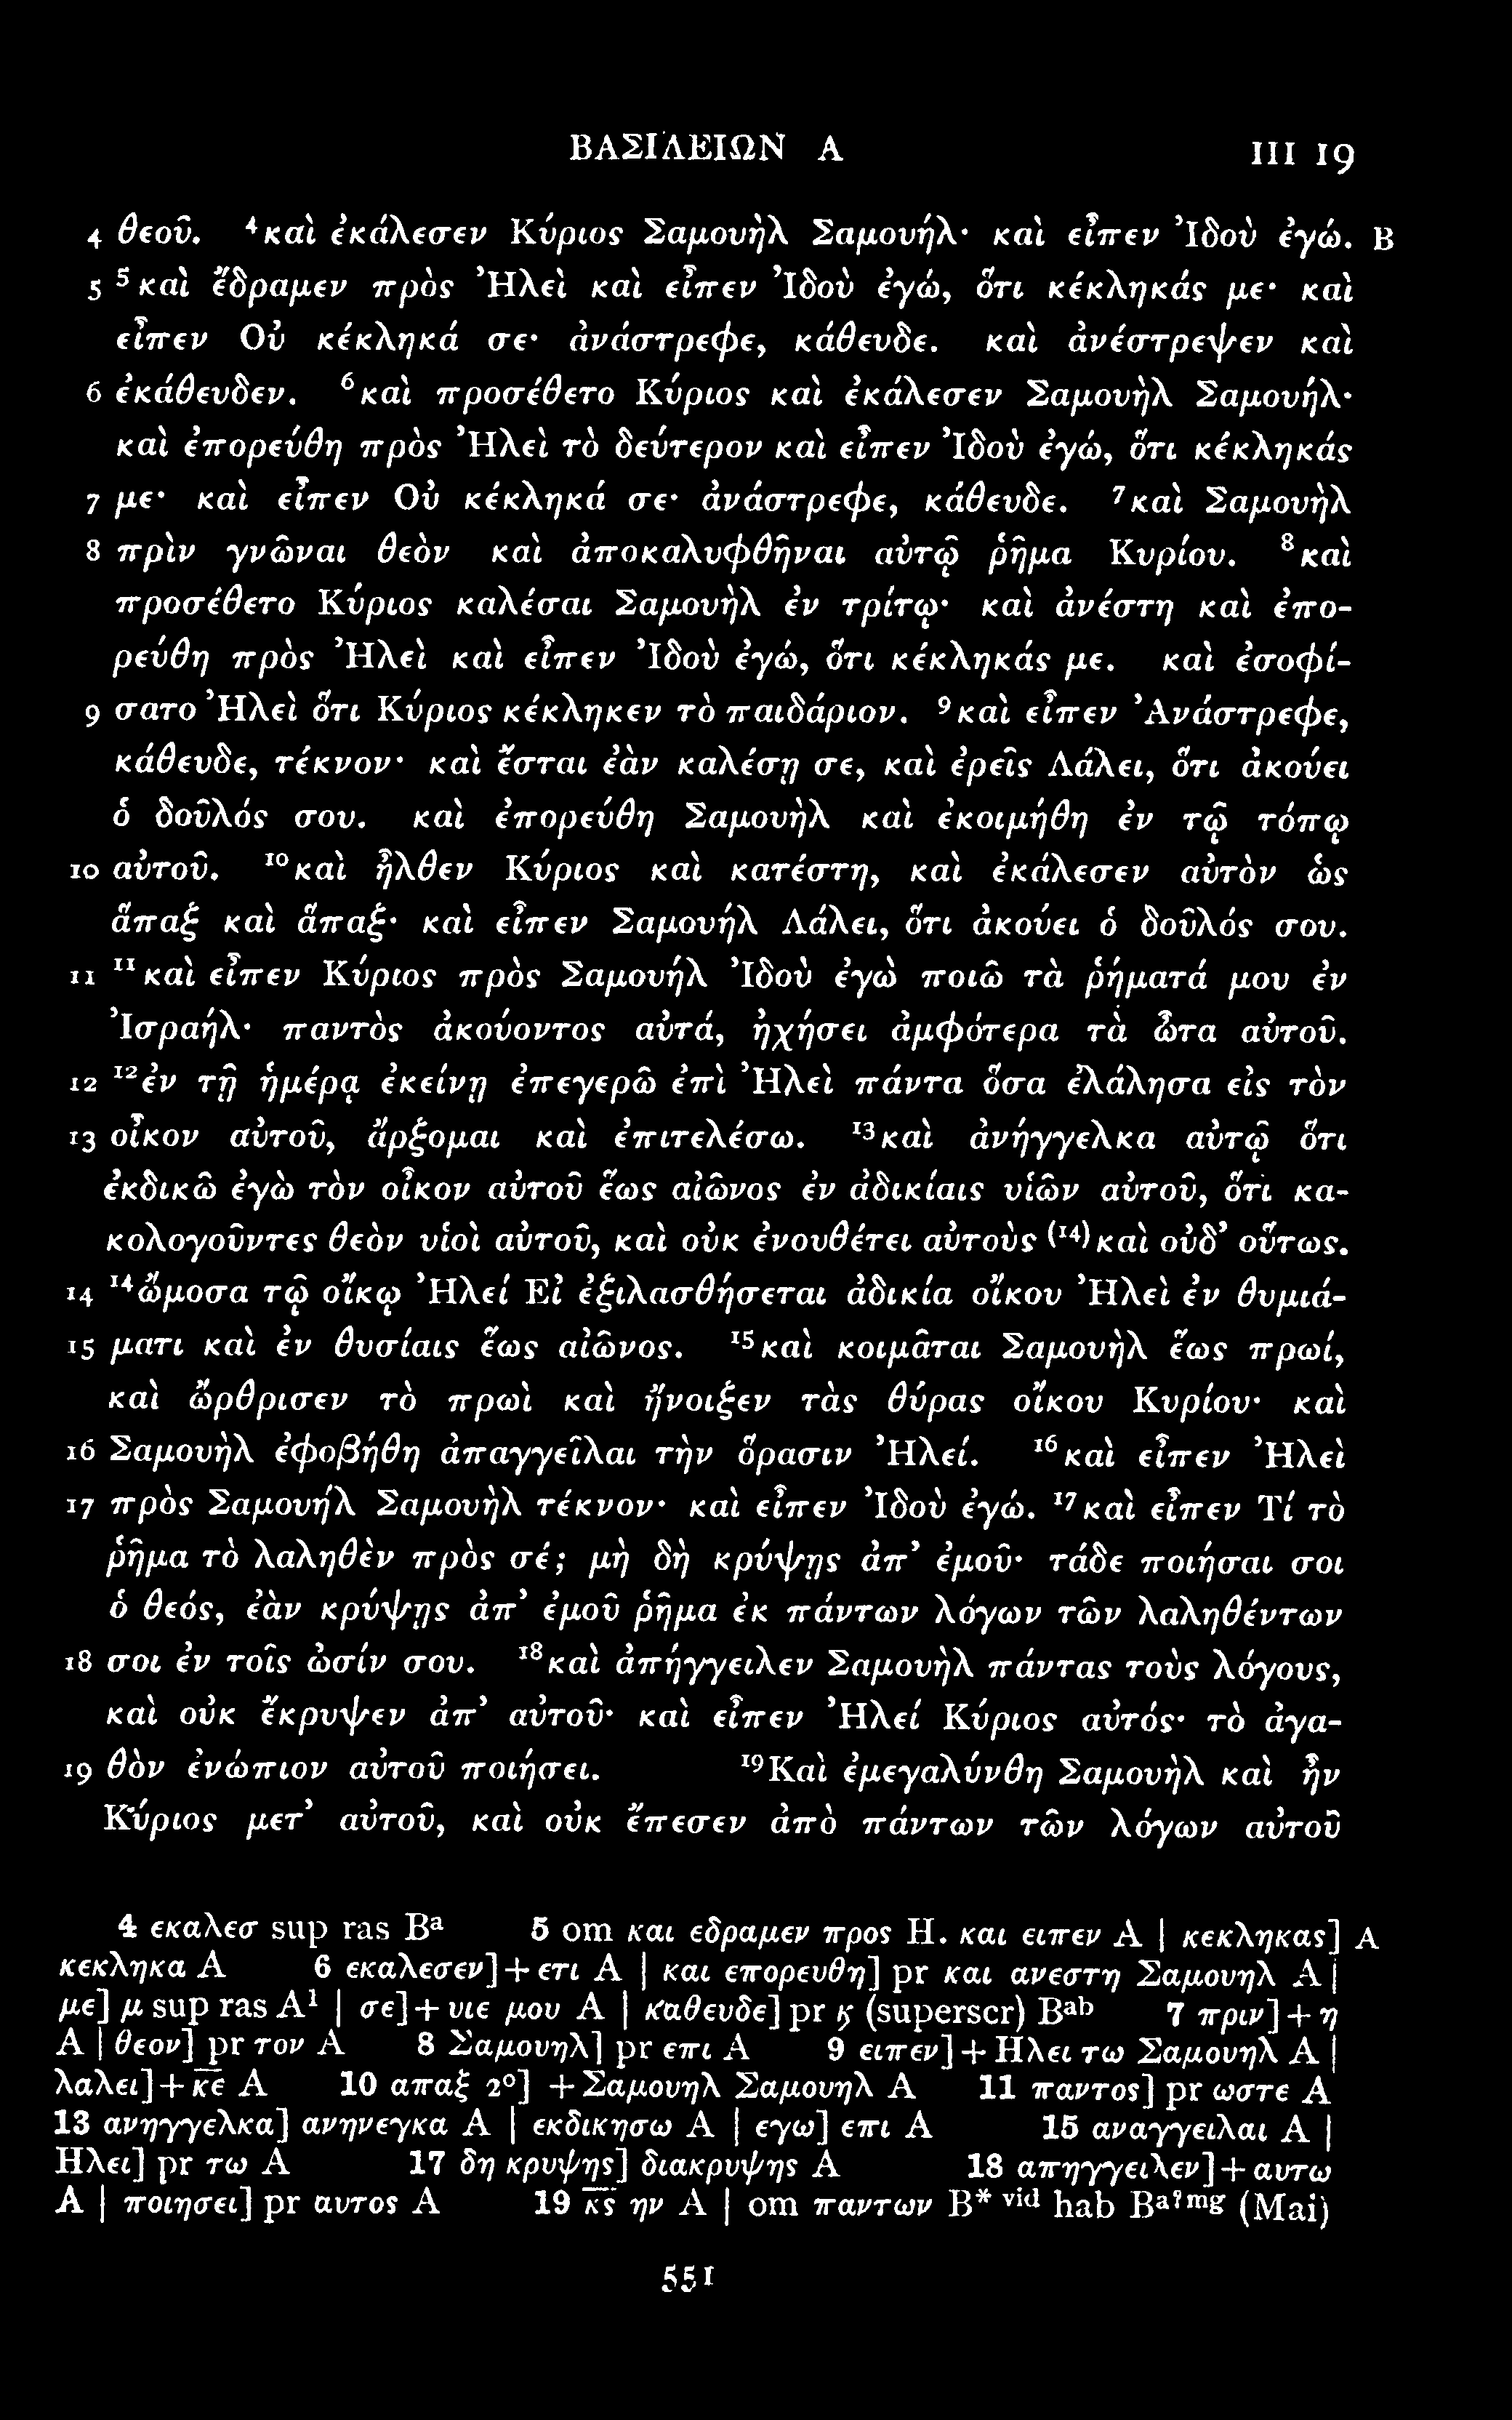 ΒΑΣΙΛΕΙΩΝ Α III 19
4 θεοῦ. ⁴καὶ ἐκάλεσεν Κύριος Σαμουὴλ Σαμουήλ· καὶ εἶπεν Ἰδοὺ ἐγώ. B
5 ⁵καὶ ἔδραμεν πρὸς Ἡλεὶ καὶ εἶπεν Ἰδοὺ ἐγώ, ὅτι κέκληκάς με· καὶ
εἶπεν Οὐ κέκληκά σε· ἀνάστρεφε, κάθευδε. καὶ ἀνέστρεψεν καὶ
6 ἐκάθευδεν. ⁶καὶ προσέθετο Κύριος καὶ ἐκάλεσεν Σαμουὴλ Σαμουήλ·
καὶ ἐπορεύθη πρὸς Ἡλεὶ τὸ δεύτερον καὶ εἶπεν Ἰδοὺ ἐγώ, ὅτι κέκληκάς
7 με· καὶ εἶπεν Οὐ κέκληκά σε· ἀνάστρεφε, κάθευδε. ⁷καὶ Σαμουὴλ
8 πρὶν γνῶναι θεὸν καὶ ἀποκαλυφθῆναι αὐτῷ ῥῆμα Κυρίου. ⁸καὶ
προσέθετο Κύριος καλέσαι Σαμουὴλ ἐν τρίτῳ· καὶ ἀνέστη καὶ ἐπο-
ρεύθη πρὸς Ἠλεὶ καὶ εἶπεν Ἰδοὺ ἐγώ, ὅτι κέκληκάς με. καὶ ἐσοφί-
9 σατο Ἠλεὶ ὅτι Κύριος κέκληκεν τὸ παιδάριον. ⁹καὶ εἶπεν Ἀνάστρεφε,
κάθευδε, τέκνον· καὶ ἔσται ἐὰν καλέσῃ σε, καὶ ἐρεῖς Λάλει, ὅτι ἀκούει
ὁ δοῦλός σου. καὶ ἐπορεύθη Σαμουὴλ καὶ ἐκοιμήθη ἐν τῷ τόπῳ
10 αὐτοῦ. ¹⁰καὶ ἦλθεν Κύριος καὶ κατέστη, καὶ ἐκάλεσεν αὐτὸν ὡς
ἅπαξ καὶ ἅπαξ· καὶ εἶπεν Σαμουήλ Λάλει, ὅτι ἀκούει ὁ δοῦλός σου.
11 ¹¹καὶ εἶπεν Κύριος πρὸς Σαμουήλ Ἰδοὺ ἐγὼ ποιῶ τὰ ῥήματά μου ἐν
Ἰσραήλ· παντὸς ἀκούοντος αὐτά, ἠχήσει ἀμφότερα τὰ ὦτα αὐτοῦ.
12 ¹²ἐν τῇ ἡμέρᾳ ἐκείνῃ ἐπεγερῶ ἐπὶ Ἠλεὶ πάντα ὅσα ἐλάλησα εἰς τὸν
13 οἶκον αὐτοῦ, ἄρξομαι καὶ ἐπιτελέσω. ¹³καὶ ἀνήγγελκα αὐτῷ ὅτι
ἐκδικῶ ἐγὼ τὸν οἶκον αὐτοῦ ἕως αἰῶνος ἐν ἀδικίαις υἱῶν αὐτοῦ, ὅτι κα-
κολογοῦντες θεὸν υἱοὶ αὐτοῦ, καὶ οὐκ ἐνουθέτει αὐτοὺς (¹⁴)καὶ οὐδ' οὕτως.
14 ¹⁴ὤμοσα τῷ οἴκῳ Ἠλεί Εἰ ἐξιλασθήσεται ἀδικία οἴκου Ἠλεὶ ἐν θυμιά-
15 ματι καὶ ἐν θυσίαις ἕως αἰῶνος. ¹⁵καὶ κοιμᾶται Σαμουὴλ ἕως πρωί,
καὶ ὤρθρισεν τὸ πρωὶ καὶ ἤνοιξεν τὰς θύρας οἴκου Κυρίου· καὶ
16 Σαμουὴλ ἐφοβήθη ἀπαγγεῖλαι τὴν ὅρασιν Ἠλεί. ¹⁶καὶ εἶπεν Ἠλεὶ
17 πρὸς Σαμουήλ Σαμουὴλ τέκνον· καὶ εἶπεν Ἰδοὺ ἐγώ. ¹⁷καὶ εἶπεν Τί τὸ
ῥῆμα τὸ λαληθὲν πρὸς σέ; μὴ δὴ κρύψῃς ἀπ' ἐμοῦ· τάδε ποιήσαι σοι
ὁ θεός, ἐὰν κρύψῃς ἀπ' ἐμοῦ ῥῆμα ἐκ πάντων λόγων τῶν λαληθέντων
18 σοι ἐν τοῖς ὠσίν σου. ¹⁸καὶ ἀπήγγειλεν Σαμουὴλ πάντας τοὺς λόγους,
καὶ οὐκ ἔκρυψεν ἀπ' αὐτοῦ· καὶ εἶπεν Ἠλεί Κύριος αὐτός· τὸ ἀγα-
19 θὸν ἐνώπιον αὐτοῦ ποιήσει. ¹⁹Καὶ ἐμεγαλύνθη Σαμουὴλ καὶ ἦν
Κύριος μετ' αὐτοῦ, καὶ οὐκ ἔπεσεν ἀπὸ πάντων τῶν λόγων αὐτοῦ
4 εκαλεσ sup ras Bᵃ 5 om και εδραμεν προς Η. και ειπεν A | κεκληκας] A
κεκληκα A 6 εκαλεσεν]+ετι A | και επορευθη] pr και ανεστη Σαμουηλ A |
με] μ sup ras A¹ | σε]+υιε μου A | καθευδε] pr ϗ (superscr) Bᵃᵇ 7 πριν]+η
A | θεον] pr τον A 8 Σαμουηλ] pr επι A 9 ειπεν]+Ηλει τω Σαμουηλ A |
λαλει]+κ̅ε̅ A 10 απαξ 2°] +Σαμουηλ Σαμουηλ A 11 παντος] pr ωστε A
13 ανηγγελκα] ανηνεγκα A | εκδικησω A | εγω] επι A 15 αναγγειλαι A |
Ηλει] pr τω A 17 δη κρυψης] διακρυψης A 18 απηγγειλεν]+αυτω
A | ποιησει] pr αυτος A 19 κ̅ς̅ ην A | om παντων B* ᵛⁱᵈ hab Bᵃ?ᵐᵍ (Mai)
551